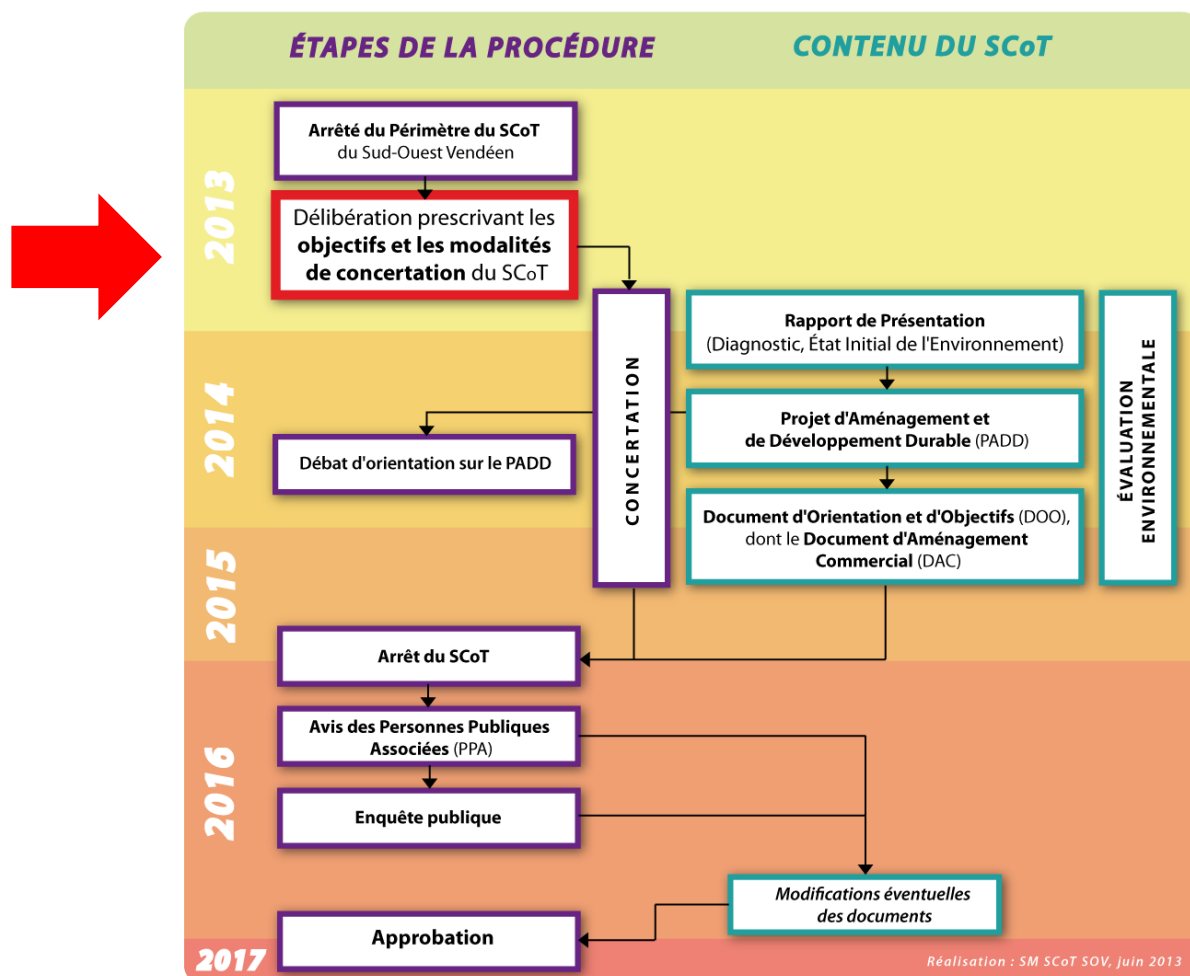 ÉTAPES DE LA PROCÉDURE
CONTENU DU SCoT
2013
Arrêté du Périmètre du SCoT
du Sud-Ouest Vendéen
Délibération prescrivant les
objectifs et les modalités
de concertation du SCoT
CONCERTATION
Rapport de Présentation
(Diagnostic, État Initial de l'Environnement)
ÉVALUATION
ENVIRONNEMENTALE
2014
Projet d'Aménagement et
de Développement Durable (PADD)
Débat d'orientation sur le PADD
Document d'Orientation et d'Objectifs (DOO),
dont le Document d'Aménagement
Commercial (DAC)
2015
Arrêt du SCoT
2016
Avis des Personnes Publiques
Associées (PPA)
Enquête publique
Modifications éventuelles
des documents
Approbation
2017
Réalisation : SM SCoT SOV, juin 2013